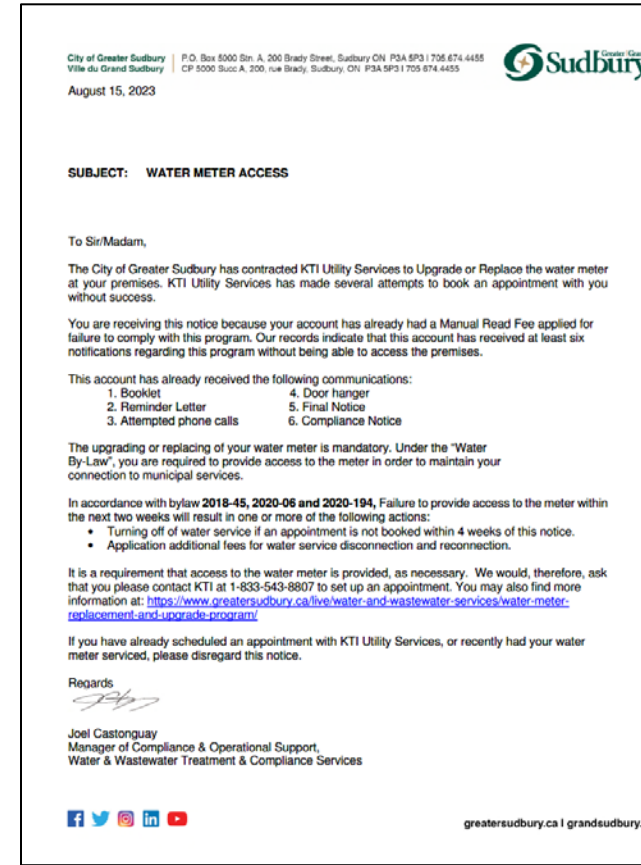 City of Greater Sudbury P.O. Box 5000 Stn. A, 200 Brady Street, Sudbury ON P3A 5P3 I 705.674.4455
Ville du Grand Sudbury CP 5000 Succ A, 200, rue Brady, Sudbury, ON P3A 5P3 I 705 674.4455
Sudbury
August 15, 2023
SUBJECT: WATER METER ACCESS
To Sir/Madam,
The City of Greater Sudbury has contracted KTI Utility Services to Upgrade or Replace the water meter
at your premises. KTI Utility Services has made several attempts to book an appointment with you
without success.
You are receiving this notice because your account has already had a Manual Read Fee applied for
failure to comply with this program. Our records indicate that this account has received at least six
notifications regarding this program without being able to access the premises.
This account has already received the following communications:
1. Booklet 4. Door hanger
2. Reminder Letter 5. Final Notice
3. Attempted phone calls 6. Compliance Notice
The upgrading or replacing of your water meter is mandatory. Under the “Water
By-Law”, you are required to provide access to the meter in order to maintain your
connection to municipal services.
In accordance with bylaw 2018-45, 2020-06 and 2020-194, Failure to provide access to the meter within
the next two weeks will result in one or more of the following actions:
• Turning off of water service if an appointment is not booked within 4 weeks of this notice.
• Application additional fees for water service disconnection and reconnection.
It is a requirement that access to the water meter is provided, as necessary. We would, therefore, ask
that you please contact KTI at 1-833-543-8807 to set up an appointment. You may also find more
information at: https://www.greatersudbury.ca/live/water-and-wastewater-services/water-meter-
replacement-and-upgrade-program/
If you have already scheduled an appointment with KTI Utility Services, or recently had your water
meter serviced, please disregard this notice.
Regards
Joel Castonguay
Manager of Compliance & Operational Support,
Water & Wastewater Treatment & Compliance Services
greatersudbury.ca I grandsudbury.